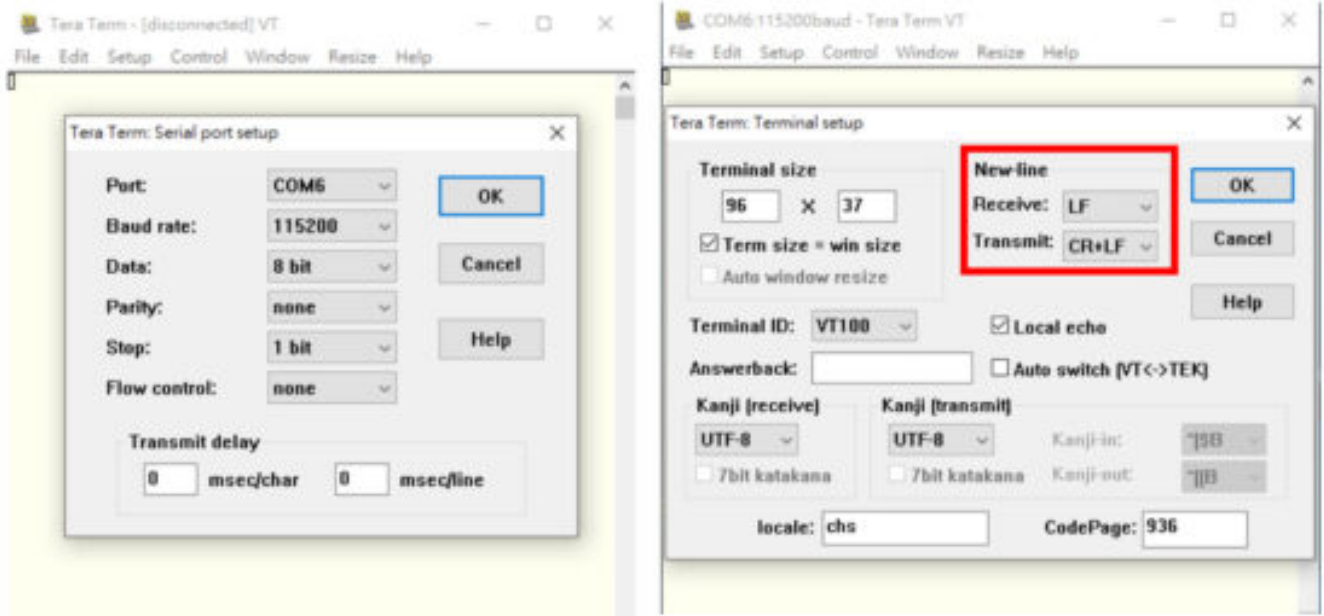 Tera Term - [disconnected] VT
File Edit Setup Control Window Resize Help
Tera Term: Serial port setup
Port: COM6
Baud rate: 115200
Data: 8 bit
Parity: none
Stop: 1 bit
Flow control: none
OK
Cancel
Help
Transmit delay
0 msec/char 0 msec/line
COM6:115200baud - Tera Term VT
File Edit Setup Control Window Resize Help
Tera Term: Terminal setup
Terminal size
96 X 37
Term size = win size
Auto window resize
New-line
Receive: LF
Transmit: CR+LF
OK
Cancel
Help
Terminal ID: VT100
Local echo
Answerback:
Auto switch (VT<->TEK)
Kanji (receive)
UTF-8
7bit katakana
Kanji (transmit)
UTF-8
7bit katakana
Kanji-in:
Kanji-out:
locale: chs
CodePage: 936